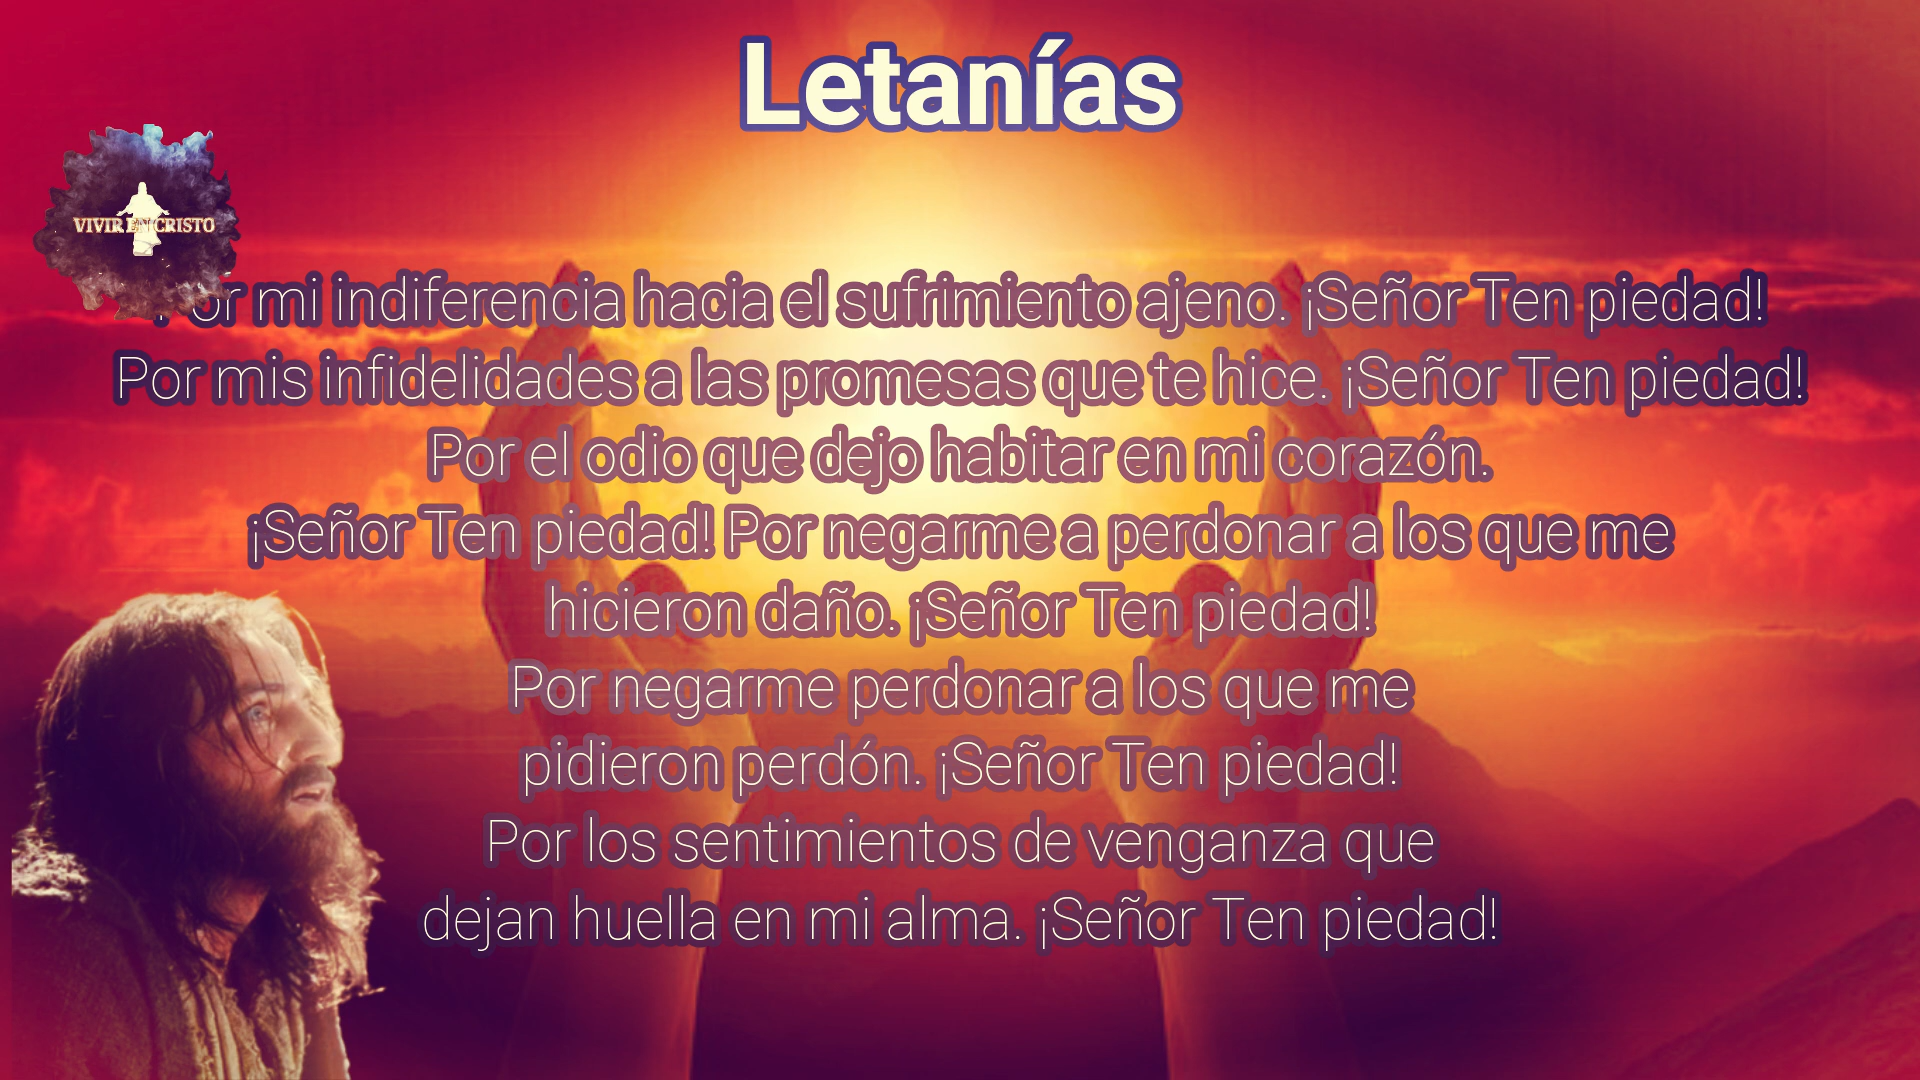 Letanías
VIVIR EN CRISTO
Por mi indiferencia hacia el sufrimiento ajeno. ¡Señor Ten piedad!
Por mis infidelidades a las promesas que te hice. ¡Señor Ten piedad!
Por el odio que dejo habitar en mi corazón.
¡Señor Ten piedad! Por negarme a perdonar a los que me
hicieron daño. ¡Señor Ten piedad!
Por negarme perdonar a los que me
pidieron perdón. ¡Señor Ten piedad!
Por los sentimientos de venganza que
dejan huella en mi alma. ¡Señor Ten piedad!